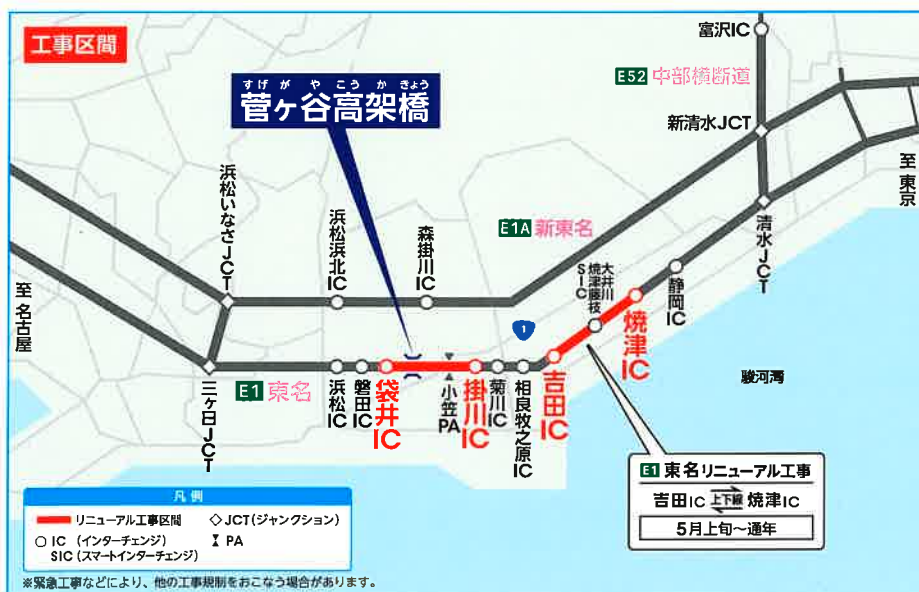 工事区間
すげがやこうかきょう
菅ヶ谷高架橋
富沢IC
E52 中部横断道
新清水JCT
至 東京
浜松いなさJCT
浜松浜北IC
森掛川IC
E1A 新東名
清水JCT
至 名古屋
大井川
焼津藤枝
SIC
静岡IC
焼津IC
1
駿河湾
E1 東名
三ヶ日JCT
浜松IC
磐田IC
袋井IC
小笠PA
掛川IC
菊川IC
相良牧之原IC
吉田IC
E1 東名リニューアル工事
吉田IC 上下線 焼津IC
5月上旬～通年
凡例
リニューアル工事区間
JCT(ジャンクション)
IC (インターチェンジ)
PA
SIC (スマートインターチェンジ)
※緊急工事などにより、他の工事規制をおこなう場合があります。